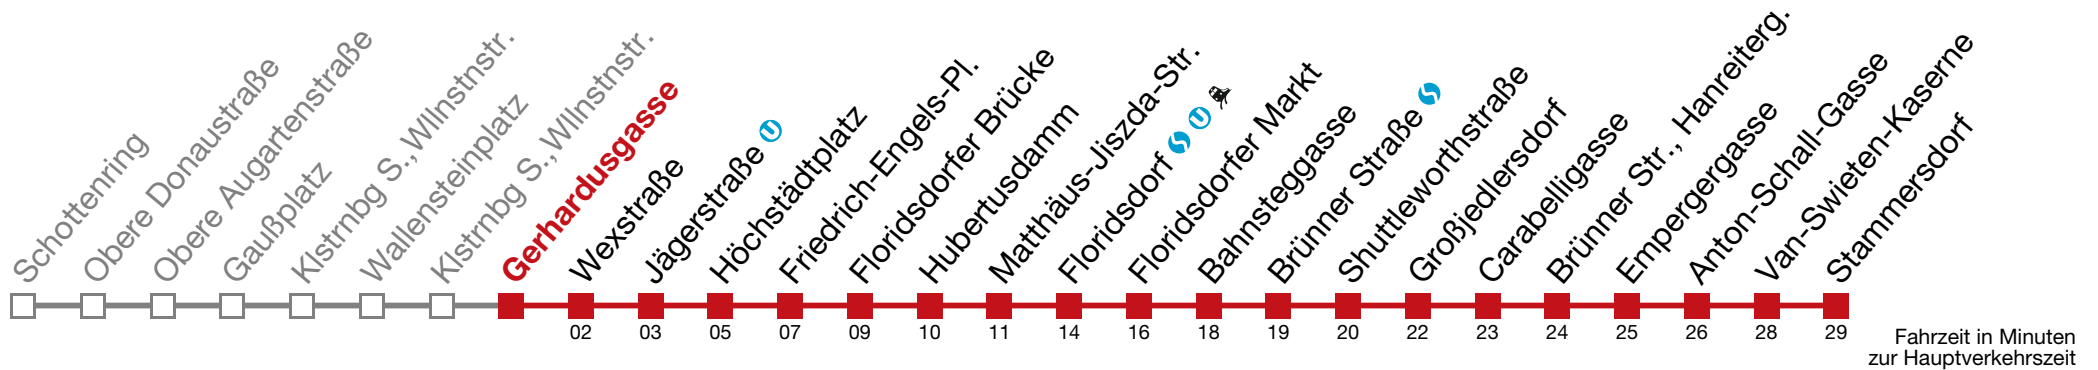 Schottenring
Obere Donaustraße
Obere Augartenstraße
Gaußplatz
Klstrnbg S., Wllnstnstr.
Wallensteinplatz
Klstrnbg S., Wllnstnstr.
Gerhardusgasse
Wexstraße
Jägerstraße U
Höchstädtplatz
Friedrich-Engels-Pl.
Floridsdorfer Brücke
Hubertusdamm
Matthäus-Jiszda-Str.
Floridsdorf S U
Floridsdorfer Markt
Bahnsteggasse
Brünner Straße S
Shuttleworthstraße
Großjedlersdorf
Carabelligasse
Brünner Str., Hanreiterg.
Empergergasse
Anton-Schall-Gasse
Van-Swieten-Kaserne
Stammersdorf
02 03 05 07 09 10 11 14 16 18 19 20 22 23 24 25 26 28 29
Fahrzeit in Minuten
zur Hauptverkehrszeit